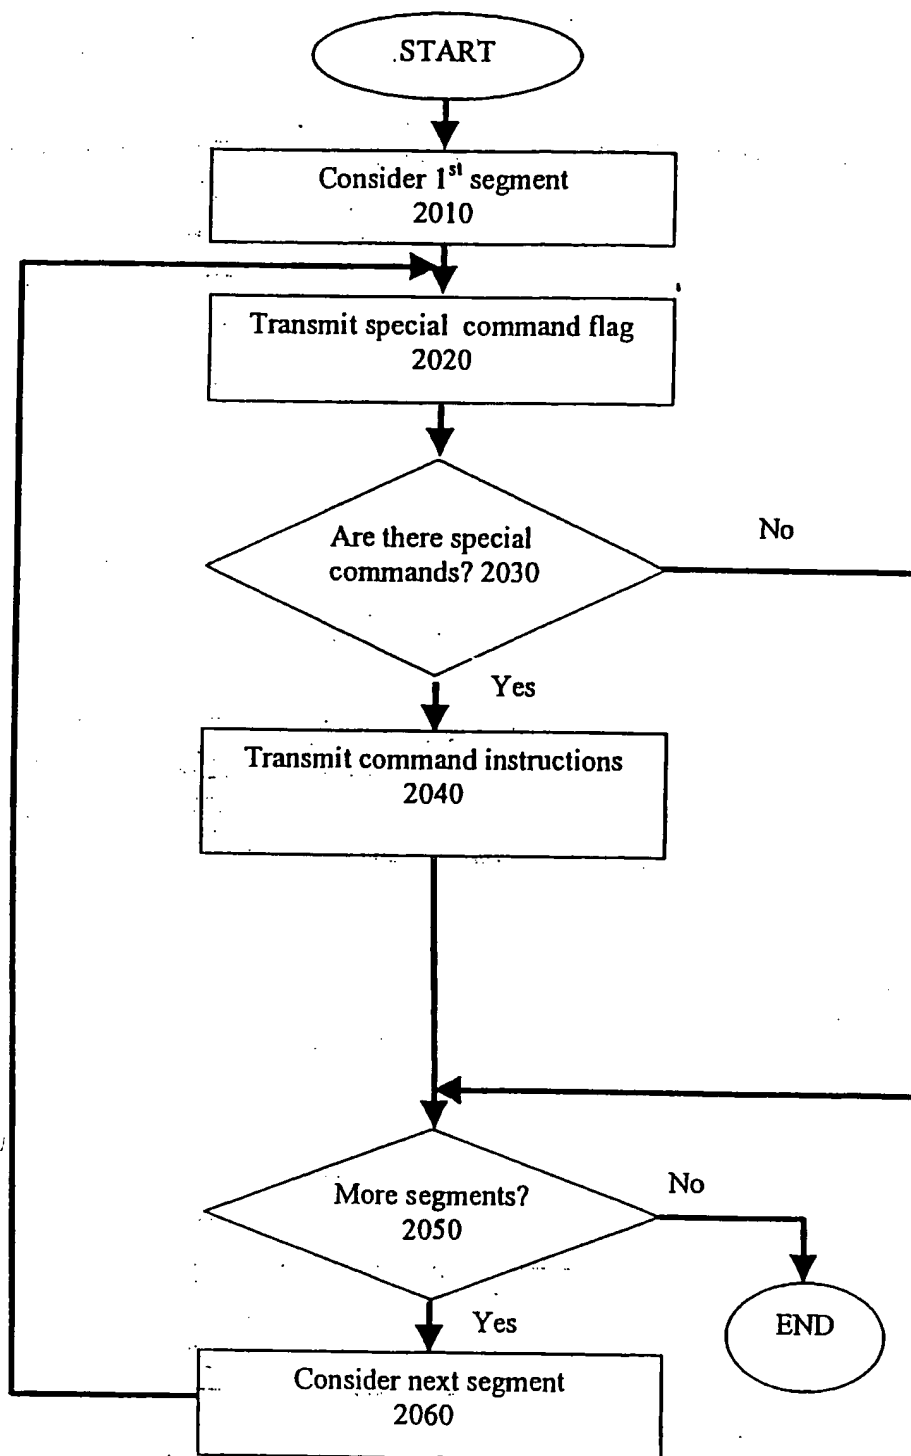 .START
Consider 1st segment
2010
Transmit special command flag
2020
Are there special
commands? 2030
No
Yes
Transmit command instructions
2040
More segments?
2050
No
END
Yes
Consider next segment
2060